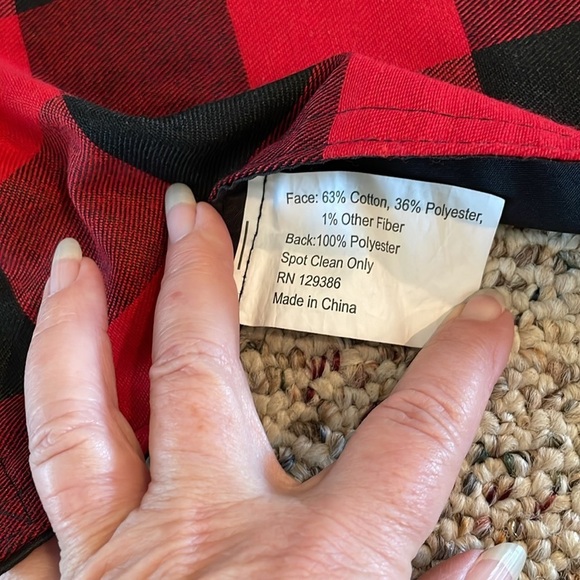 Face: 63% Cotton, 36% Polyester,
1% Other Fiber
Back:100% Polyester
Spot Clean Only
RN 129386
Made in China